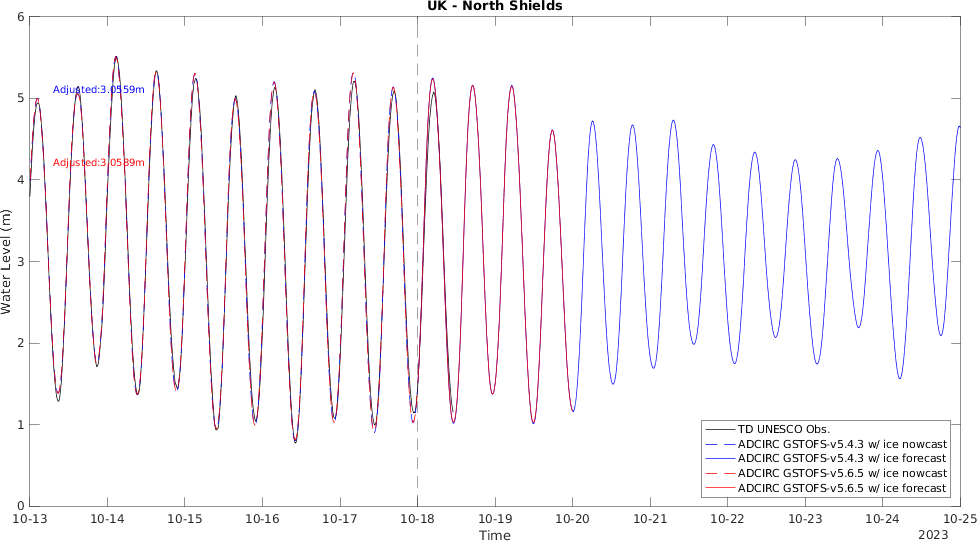 UK - North Shields
6
5
4
3
2
1
0
Water Level (m)
Adjusted:3.0559m
Adjusted:3.0589m
TD UNESCO Obs.
ADCIRC GSTOFS-v5.4.3 w/ ice nowcast
ADCIRC GSTOFS-v5.4.3 w/ ice forecast
ADCIRC GSTOFS-v5.6.5 w/ ice nowcast
ADCIRC GSTOFS-v5.6.5 w/ ice forecast
10-13 10-14 10-15 10-16 10-17 10-18 10-19 10-20 10-21 10-22 10-23 10-24 10-25
Time
2023